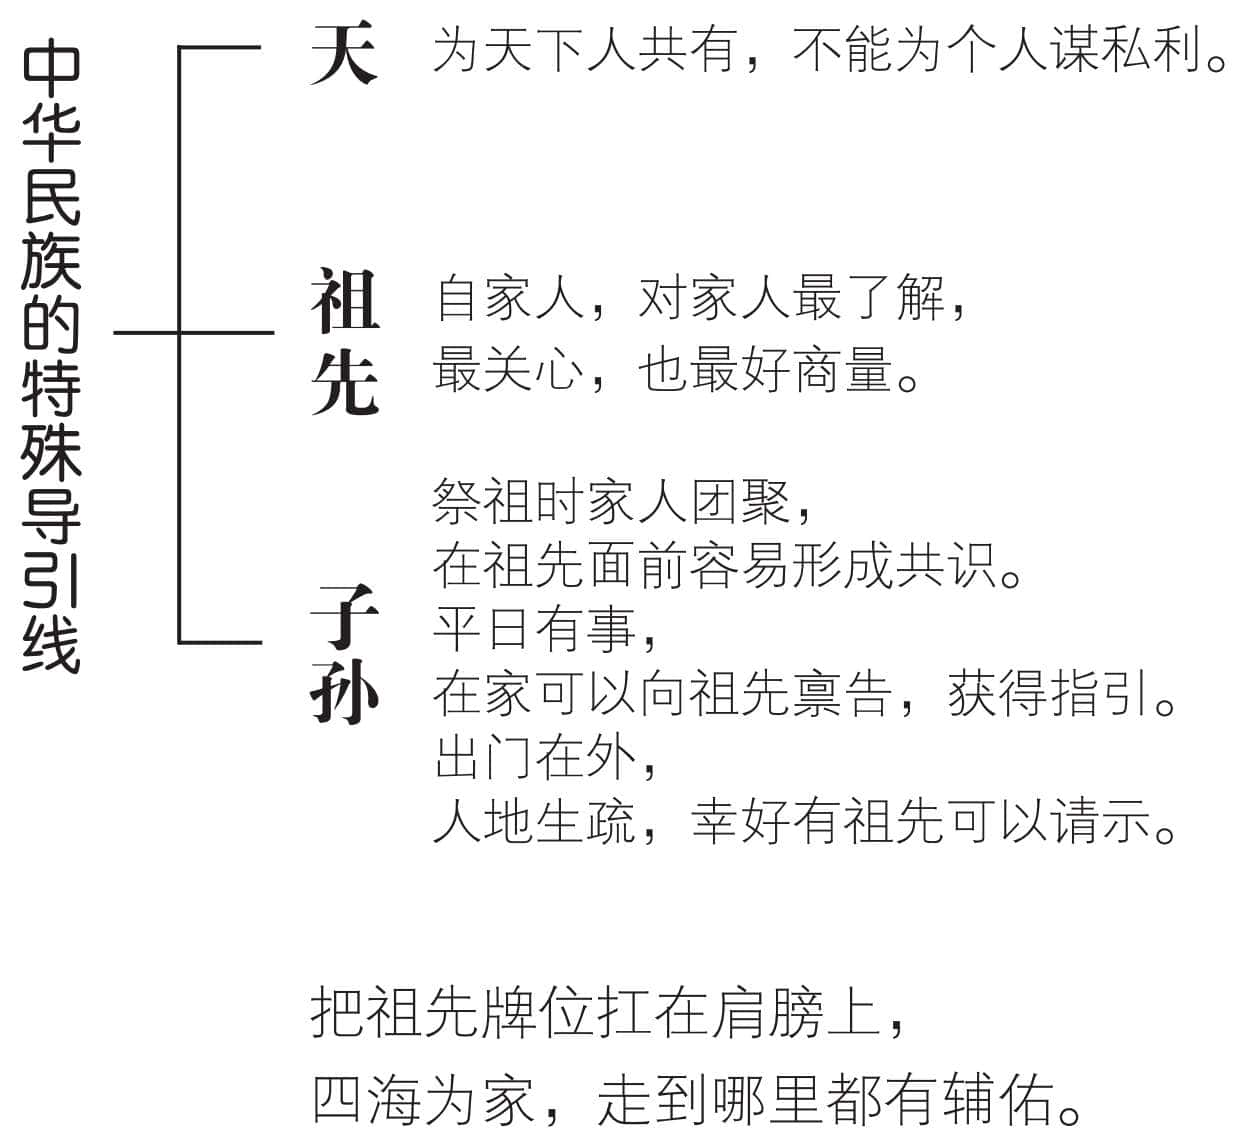 中华民族的特殊导引线
天
为天下人共有，不能为个人谋私利。
祖先
自家人，对家人最了解，
最关心，也最好商量。
子孙
祭祖时家人团聚，
在祖先面前容易形成共识。
平日有事，
在家可以向祖先禀告，获得指引。
出门在外，
人地生疏，幸好有祖先可以请示。
把祖先牌位扛在肩膀上，
四海为家，走到哪里都有辅佑。